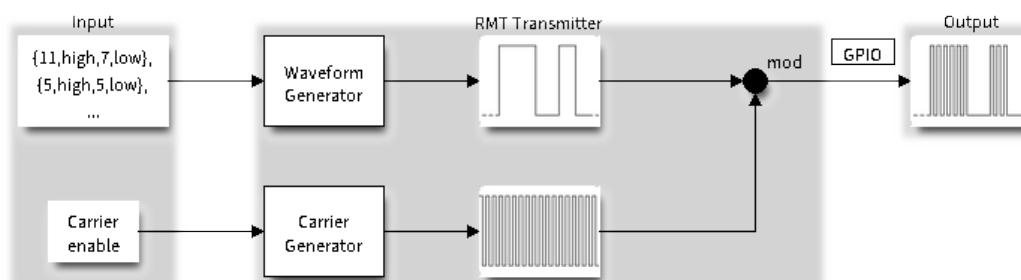 Input
RMT Transmitter
Output
{11,high,7,low},
{5,high,5,low},
...
Waveform
Generator
mod
GPIO
Carrier
enable
Carrier
Generator